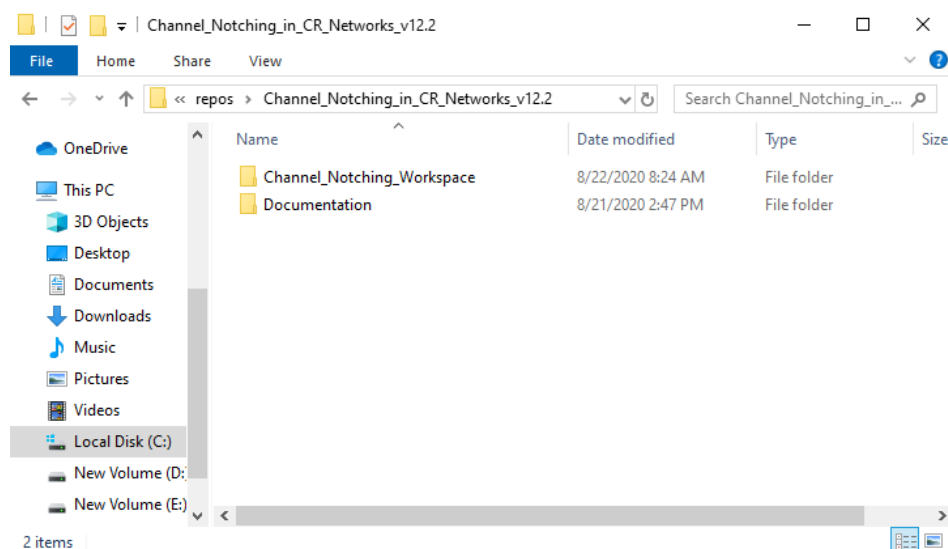 Channel_Notching_in_CR_Networks_v12.2
File Home Share View
« repos > Channel_Notching_in_CR_Networks_v12.2 Search Channel_Notching_in_...
Name Date modified Type Size
OneDrive
This PC
3D Objects
Desktop
Documents
Downloads
Music
Pictures
Videos
Local Disk (C:)
New Volume (D:
New Volume (E:)
Channel_Notching_Workspace 8/22/2020 8:24 AM File folder
Documentation 8/21/2020 2:47 PM File folder
2 items